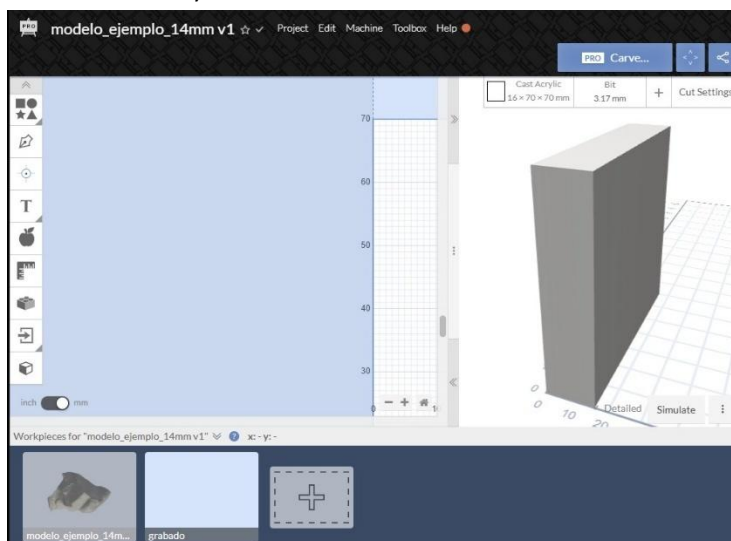 PRO modelo_ejemplo_14mm v1 Project Edit Machine Toolbox Help
PRO Carve...
Cast Acrylic
16 × 70 × 70 mm
Bit
3.17 mm
+ Cut Settings
T
70
60
50
40
30
inch mm
0
0
0
10
20
Detailed Simulate
Workpieces for "modelo_ejemplo_14mm v1" ? x: - y: -
modelo_ejemplo_14m... grabado